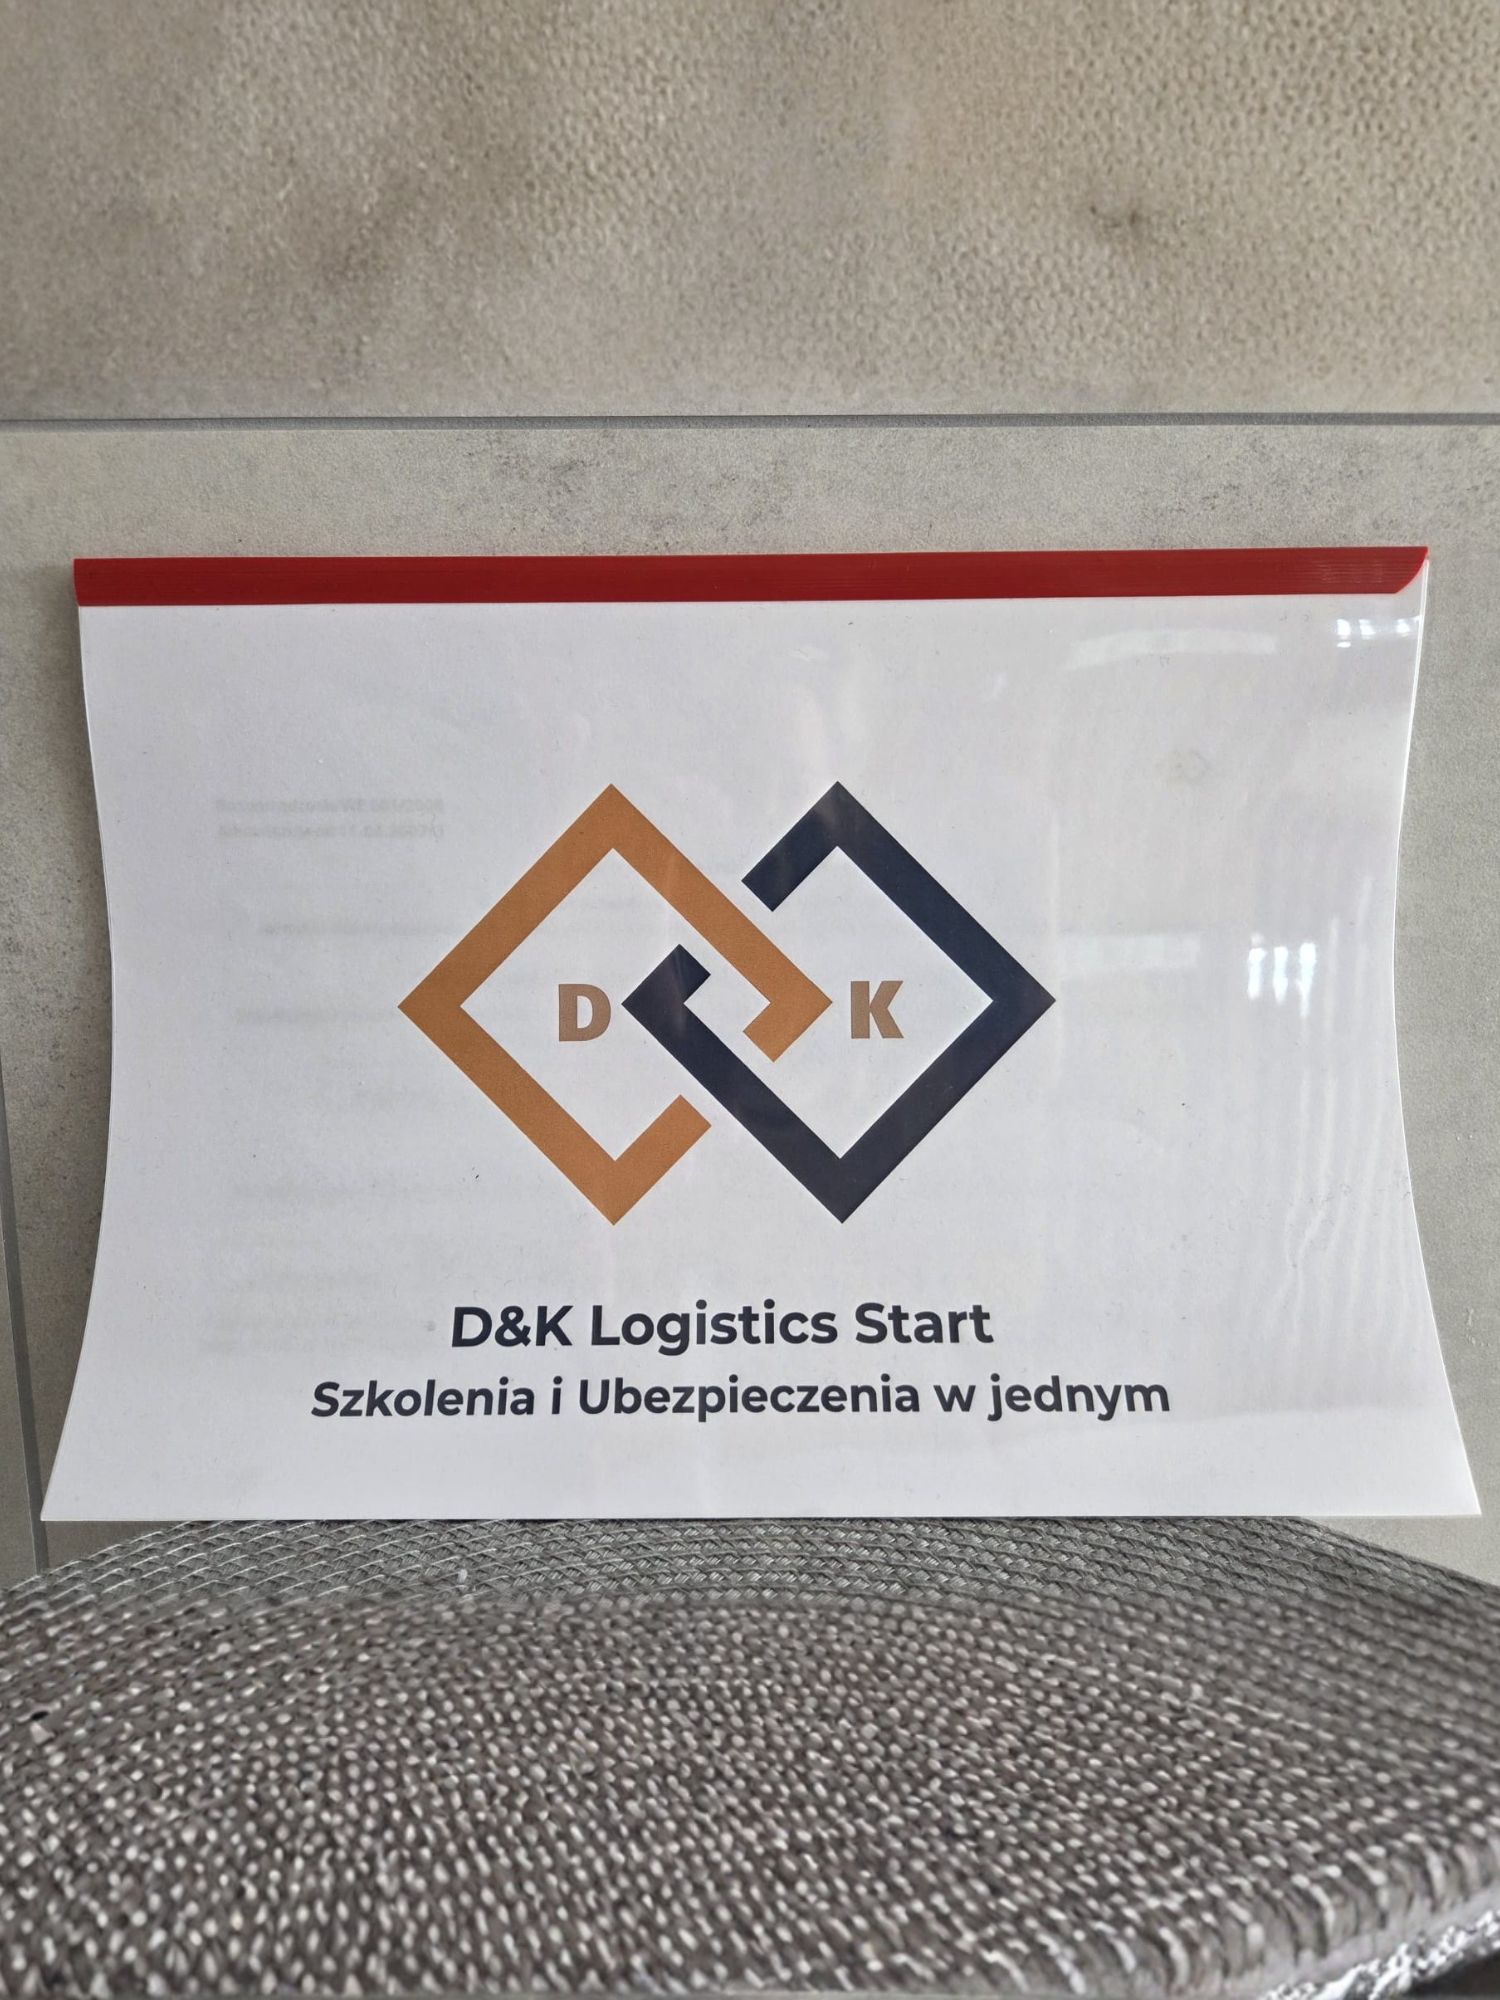 D K
D&K Logistics Start
Szkolenia i Ubezpieczenia w jednym